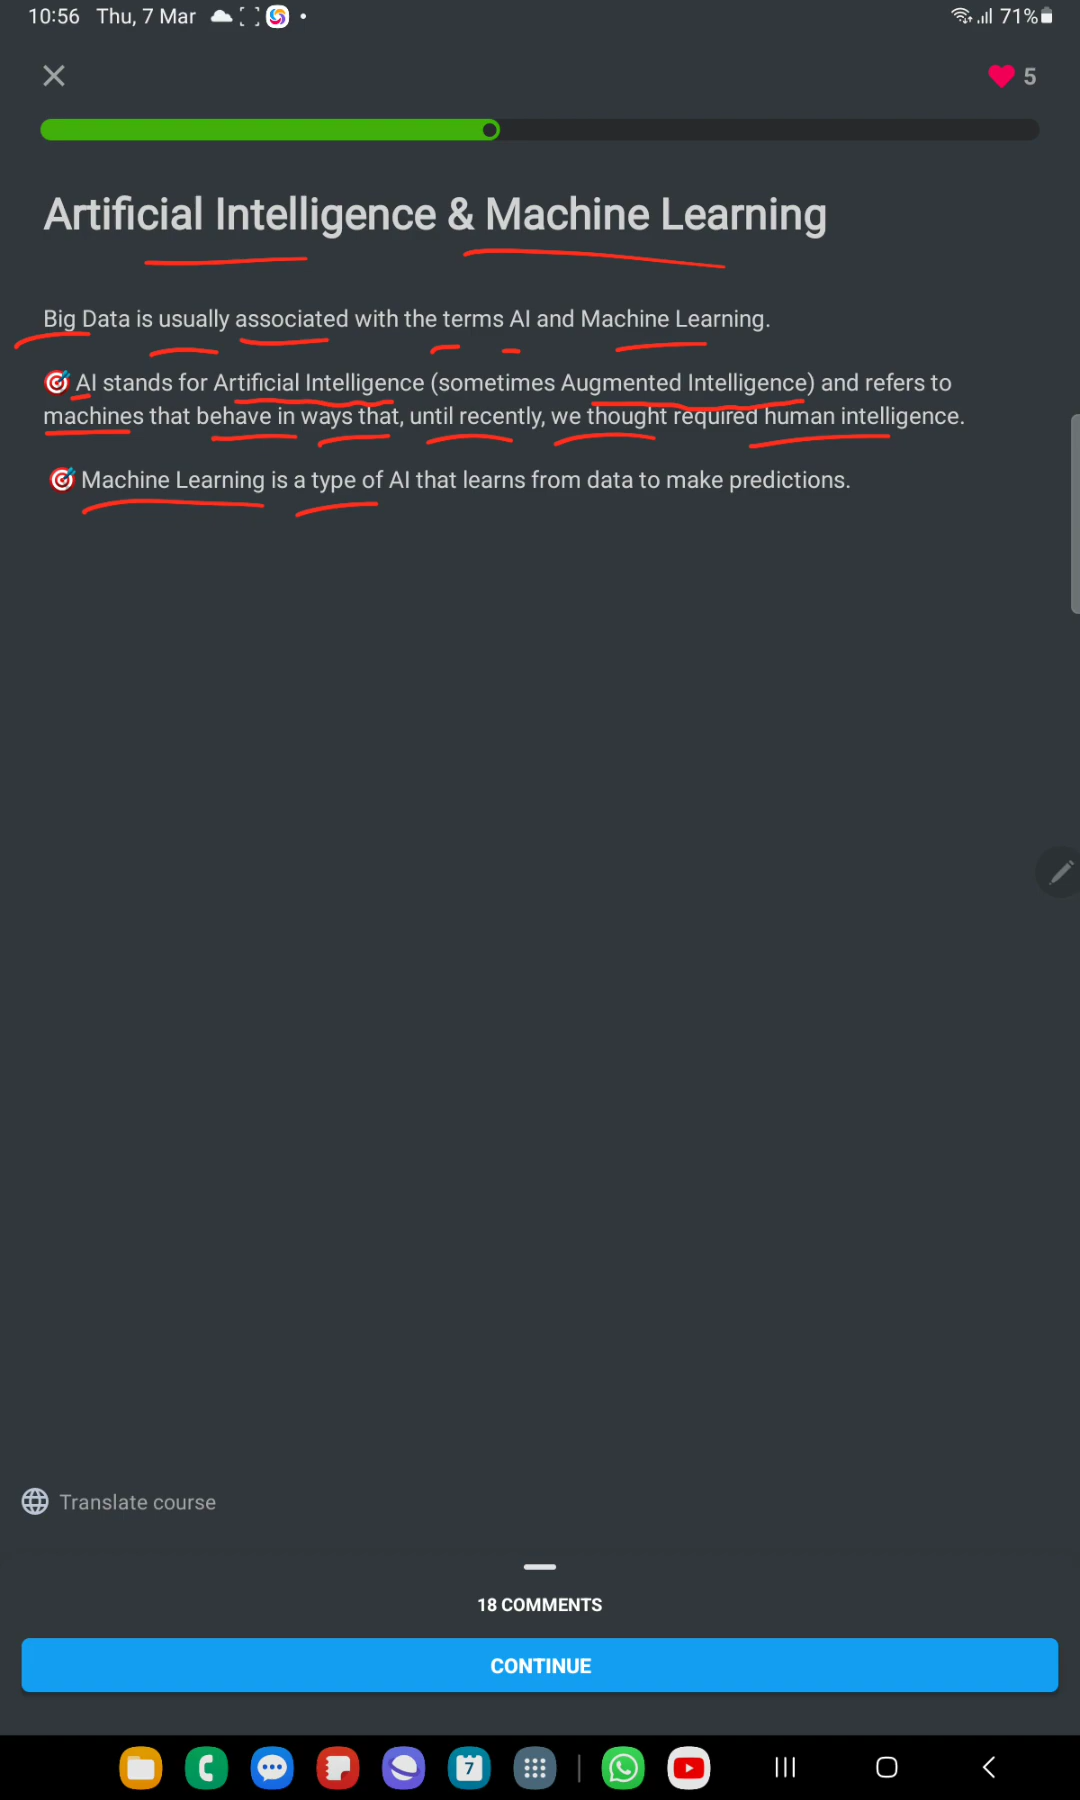 10:56 Thu, 7 Mar 71%
5
Artificial Intelligence & Machine Learning
Big Data is usually associated with the terms AI and Machine Learning.
AI stands for Artificial Intelligence (sometimes Augmented Intelligence) and refers to
machines that behave in ways that, until recently, we thought required human intelligence.
Machine Learning is a type of AI that learns from data to make predictions.
Translate course
18 COMMENTS
CONTINUE
7